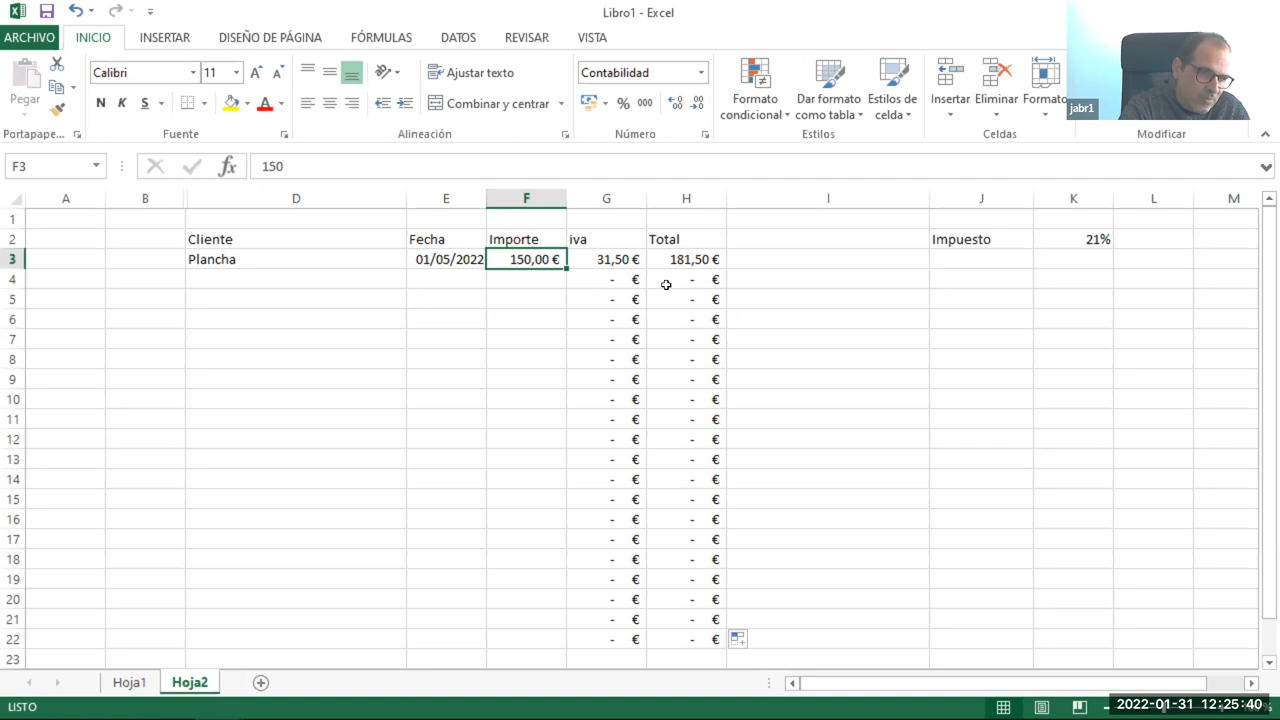 Libro1 - Excel
ARCHIVO INICIO INSERTAR DISEÑO DE PÁGINA FÓRMULAS DATOS REVISAR VISTA
Pegar
Calibri 11
N K S
Ajustar texto
Combinar y centrar
Contabilidad
% 000
Formato condicional
Dar formato como tabla
Estilos de celda
Insertar Eliminar Formato
jabr1
Portapape... Fuente Alineación Número Estilos Celdas Modificar
F3 fx 150
A B D E F G H I J K L M
1
2 Cliente Fecha Importe iva Total Impuesto 21%
3 Plancha 01/05/2022 150,00 € 31,50 € 181,50 €
4 - € - €
5 - € - €
6 - € - €
7 - € - €
8 - € - €
9 - € - €
10 - € - €
11 - € - €
12 - € - €
13 - € - €
14 - € - €
15 - € - €
16 - € - €
17 - € - €
18 - € - €
19 - € - €
20 - € - €
21 - € - €
22 - € - €
23
Hoja1 Hoja2
LISTO
2022-01-31 12:25:40